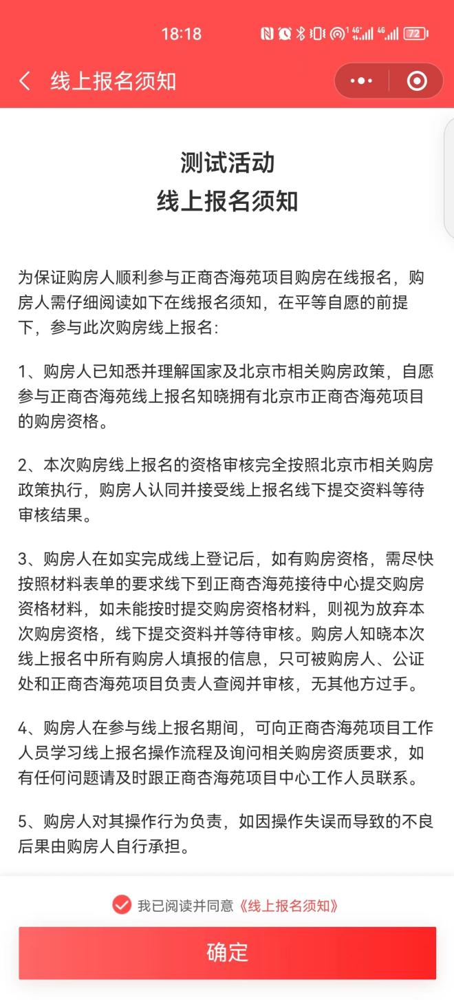 18:18
4G+
4G
72
线上报名须知
测试活动
线上报名须知
为保证购房人顺利参与正商杏海苑项目购房在线报名，购
房人需仔细阅读如下在线报名须知，在平等自愿的前提
下，参与此次购房线上报名：
1、购房人已知悉并理解国家及北京市相关购房政策，自愿
参与正商杏海苑线上报名知晓拥有北京市正商杏海苑项目
的购房资格。
2、本次购房线上报名的资格审核完全按照北京市相关购房
政策执行，购房人认同并接受线上报名线下提交资料等待
审核结果。
3、购房人在如实完成线上登记后，如有购房资格，需尽快
按照材料表单的要求线下到正商杏海苑接待中心提交购房
资格材料，如未能按时提交购房资格材料，则视为放弃本
次购房资格，线下提交资料并等待审核。购房人知晓本次
线上报名中所有购房人填报的信息，只可被购房人、公证
处和正商杏海苑项目负责人查阅并审核，无其他方过手。
4、购房人在参与线上报名期间，可向正商杏海苑项目工作
人员学习线上报名操作流程及询问相关购房资质要求，如
有任何问题请及时跟正商杏海苑项目中心工作人员联系。
5、购房人对其操作行为负责，如因操作失误而导致的不良
后果由购房人自行承担。
我已阅读并同意《线上报名须知》
确定